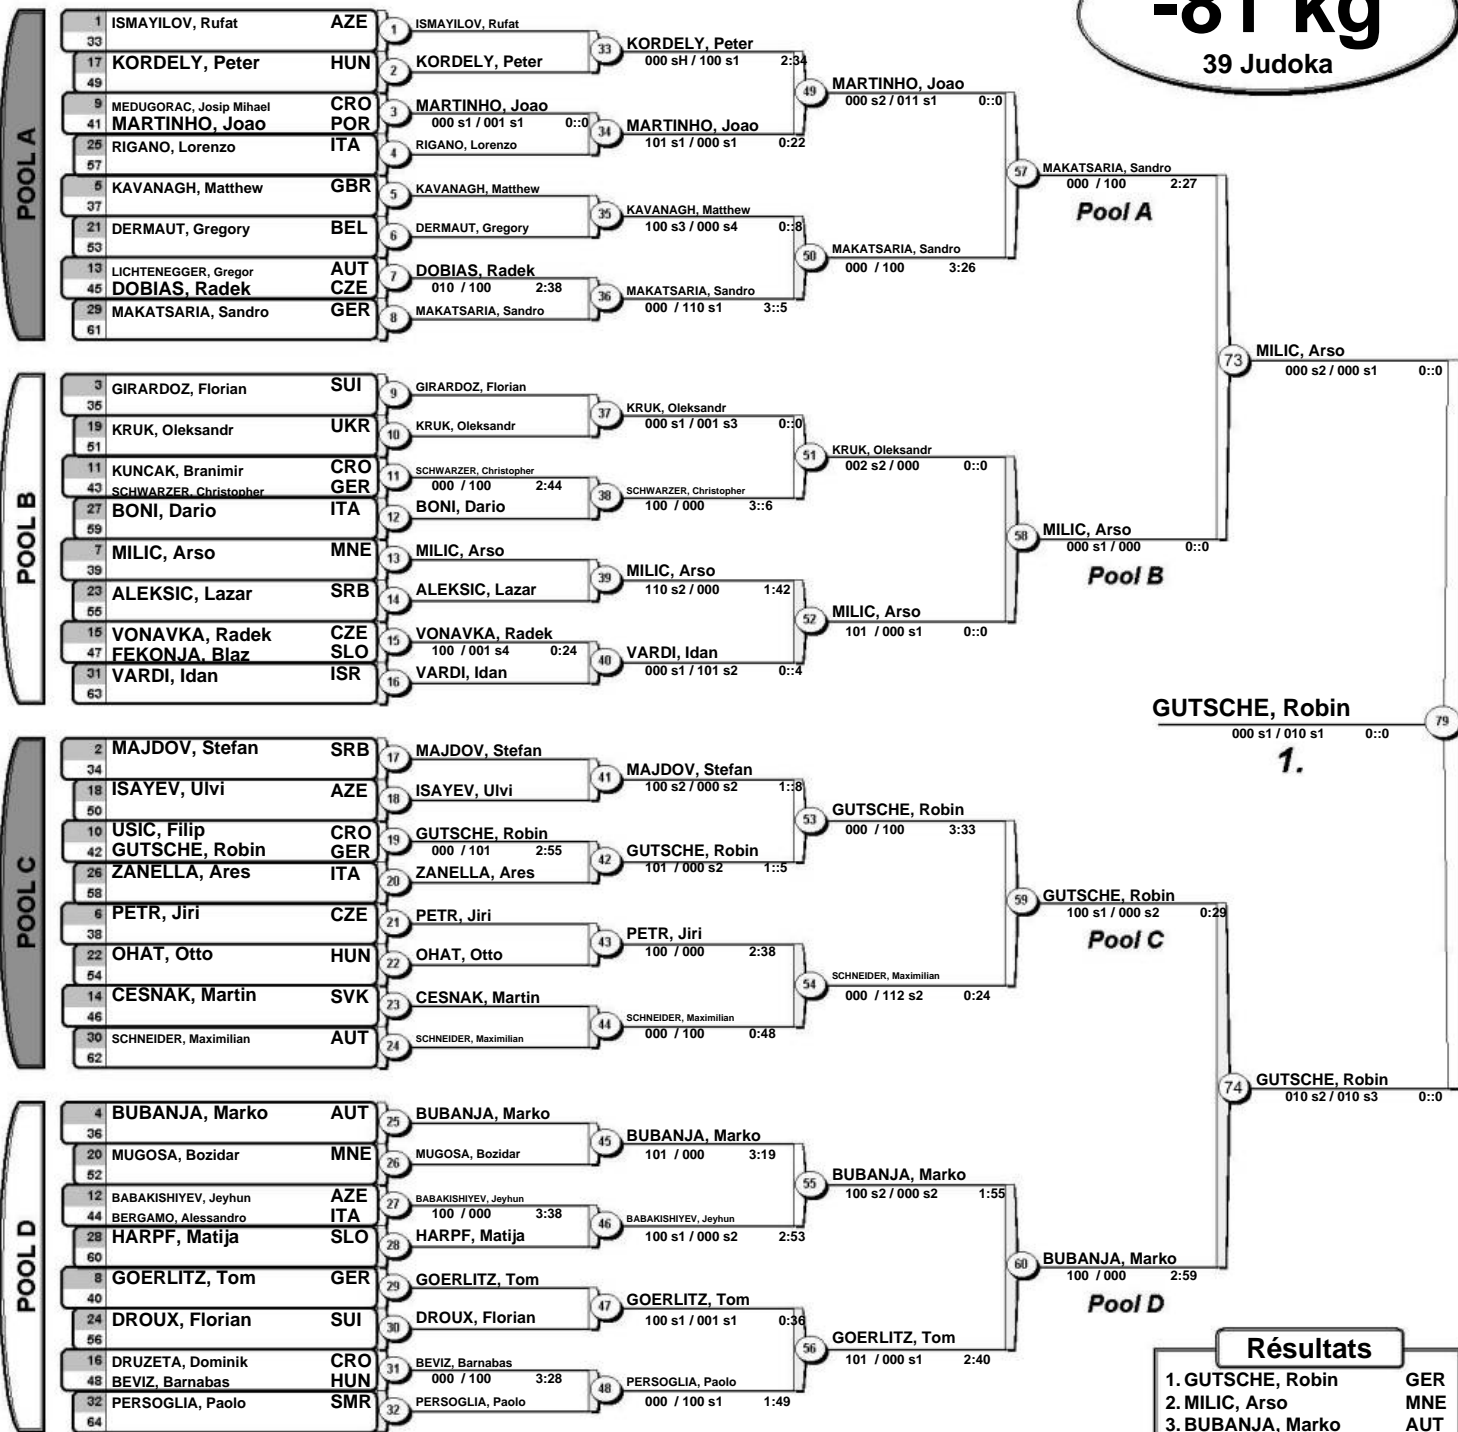 -81 kg
39 Judoka
POOL A
1 ISMAYILOV, Rufat AZE
33
17 KORDELY, Peter HUN
49
9 MEDUGORAC, Josip Mihael CRO
41 MARTINHO, Joao POR
25 RIGANO, Lorenzo ITA
57
5 KAVANAGH, Matthew GBR
37
21 DERMAUT, Gregory BEL
53
13 LICHTENEGGER, Gregor AUT
45 DOBIAS, Radek CZE
29 MAKATSARIA, Sandro GER
61
1 ISMAYILOV, Rufat
2 KORDELY, Peter
3 MARTINHO, Joao
000 s1 / 001 s1 0::0
4 RIGANO, Lorenzo
5 KAVANAGH, Matthew
6 DERMAUT, Gregory
7 DOBIAS, Radek
010 / 100 2:38
8 MAKATSARIA, Sandro
33 KORDELY, Peter
000 sH / 100 s1 2:34
34 MARTINHO, Joao
101 s1 / 000 s1 0:22
35 KAVANAGH, Matthew
100 s3 / 000 s4 0::8
36 MAKATSARIA, Sandro
000 / 110 s1 3::5
49 MARTINHO, Joao
000 s2 / 011 s1 0::0
50 MAKATSARIA, Sandro
000 / 100 3:26
57 MAKATSARIA, Sandro
000 / 100 2:27
Pool A
POOL B
3 GIRARDOZ, Florian SUI
35
19 KRUK, Oleksandr UKR
51
11 KUNCAK, Branimir CRO
43 SCHWARZER, Christopher GER
27 BONI, Dario ITA
59
7 MILIC, Arso MNE
39
23 ALEKSIC, Lazar SRB
55
15 VONAVKA, Radek CZE
47 FEKONJA, Blaz SLO
31 VARDI, Idan ISR
63
9 GIRARDOZ, Florian
10 KRUK, Oleksandr
11 SCHWARZER, Christopher
000 / 100 2:44
12 BONI, Dario
13 MILIC, Arso
14 ALEKSIC, Lazar
15 VONAVKA, Radek
100 / 001 s4 0:24
16 VARDI, Idan
37 KRUK, Oleksandr
000 s1 / 001 s3 0::0
38 SCHWARZER, Christopher
100 / 000 3::6
39 MILIC, Arso
110 s2 / 000 1:42
40 VARDI, Idan
000 s1 / 101 s2 0::4
51 KRUK, Oleksandr
002 s2 / 000 0::0
52 MILIC, Arso
101 / 000 s1 0::0
58 MILIC, Arso
000 s1 / 000 0::0
Pool B
73 MILIC, Arso
000 s2 / 000 s1 0::0
GUTSCHE, Robin 79
000 s1 / 010 s1 0::0
1.
POOL C
2 MAJDOV, Stefan SRB
34
18 ISAYEV, Ulvi AZE
50
10 USIC, Filip CRO
42 GUTSCHE, Robin GER
26 ZANELLA, Ares ITA
58
6 PETR, Jiri CZE
38
22 OHAT, Otto HUN
54
14 CESNAK, Martin SVK
46
30 SCHNEIDER, Maximilian AUT
62
17 MAJDOV, Stefan
18 ISAYEV, Ulvi
19 GUTSCHE, Robin
000 / 101 2:55
20 ZANELLA, Ares
21 PETR, Jiri
22 OHAT, Otto
23 CESNAK, Martin
24 SCHNEIDER, Maximilian
41 MAJDOV, Stefan
100 s2 / 000 s2 1::8
42 GUTSCHE, Robin
101 / 000 s2 1::5
43 PETR, Jiri
100 / 000 2:38
44 SCHNEIDER, Maximilian
000 / 100 0:48
53 GUTSCHE, Robin
000 / 100 3:33
54 SCHNEIDER, Maximilian
000 / 112 s2 0:24
59 GUTSCHE, Robin
100 s1 / 000 s2 0:29
Pool C
POOL D
4 BUBANJA, Marko AUT
36
20 MUGOSA, Bozidar MNE
52
12 BABAKISHIYEV, Jeyhun AZE
44 BERGAMO, Alessandro ITA
28 HARPF, Matija SLO
60
8 GOERLITZ, Tom GER
40
24 DROUX, Florian SUI
56
16 DRUZETA, Dominik CRO
48 BEVIZ, Barnabas HUN
32 PERSOGLIA, Paolo SMR
64
25 BUBANJA, Marko
26 MUGOSA, Bozidar
27 BABAKISHIYEV, Jeyhun
100 / 000 3:38
28 HARPF, Matija
29 GOERLITZ, Tom
30 DROUX, Florian
31 BEVIZ, Barnabas
000 / 100 3:28
32 PERSOGLIA, Paolo
45 BUBANJA, Marko
101 / 000 3:19
46 BABAKISHIYEV, Jeyhun
100 s1 / 000 s2 2:53
47 GOERLITZ, Tom
100 s1 / 001 s1 0:36
48 PERSOGLIA, Paolo
000 / 100 s1 1:49
55 BUBANJA, Marko
100 s2 / 000 s2 1:55
56 GOERLITZ, Tom
101 / 000 s1 2:40
60 BUBANJA, Marko
100 / 000 2:59
Pool D
74 GUTSCHE, Robin
010 s2 / 010 s3 0::0
Résultats
1. GUTSCHE, Robin GER
2. MILIC, Arso MNE
3. BUBANJA, Marko AUT